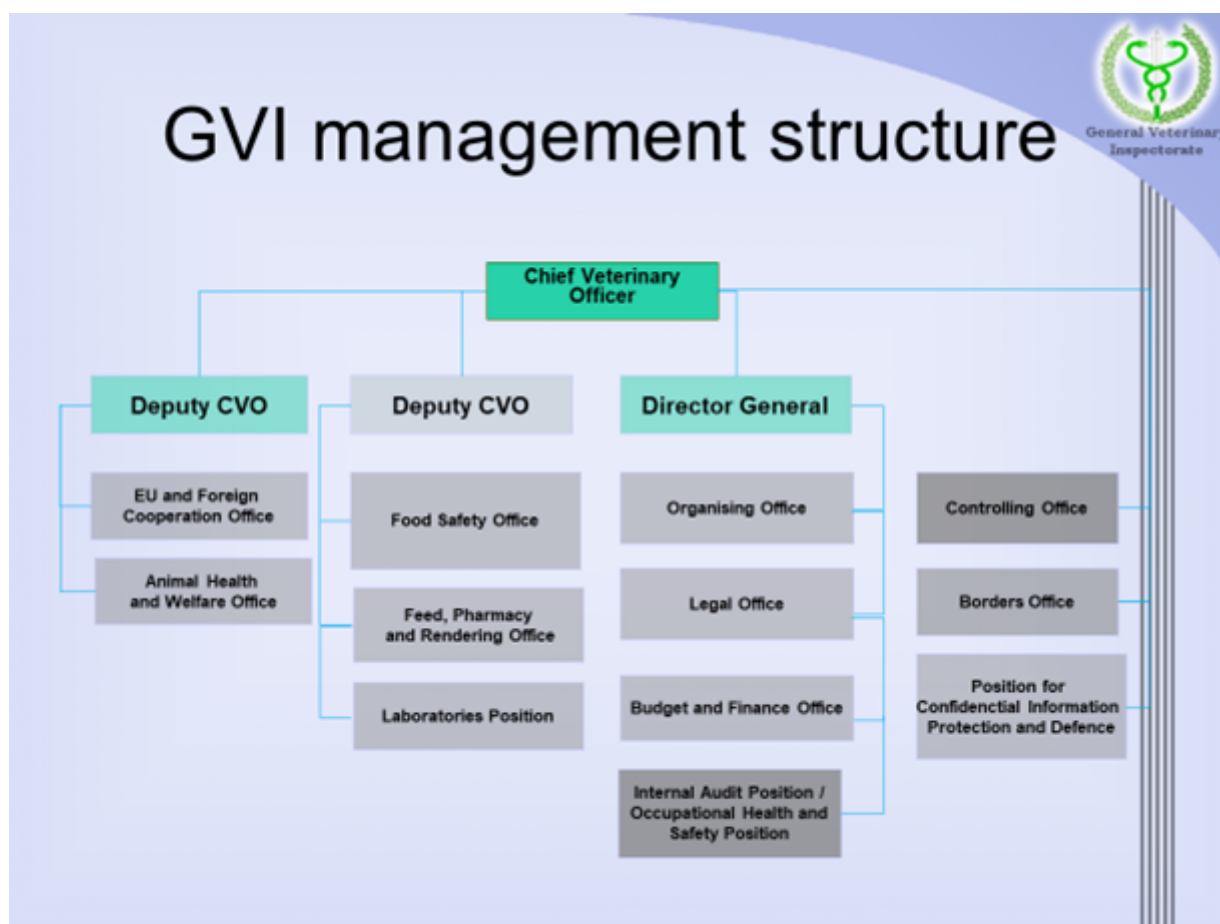 GVI management structure
General Veterinary
Inspectorate
Chief Veterinary
Officer
Deputy CVO
EU and Foreign
Cooperation Office
Animal Health
and Welfare Office
Deputy CVO
Food Safety Office
Feed, Pharmacy
and Rendering Office
Laboratories Position
Director General
Organising Office
Legal Office
Budget and Finance Office
Internal Audit Position /
Occupational Health and
Safety Position
Controlling Office
Borders Office
Position for
Confidenctial Information
Protection and Defence